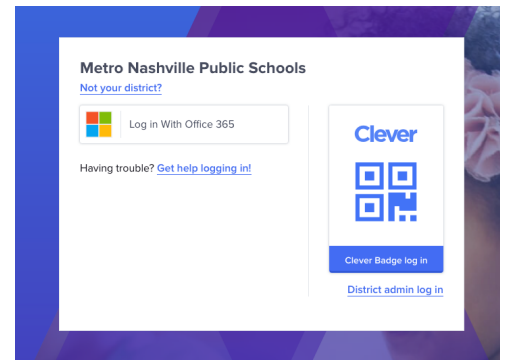 Metro Nashville Public Schools
Not your district?
Log in With Office 365
Having trouble? Get help logging in!
Clever
Clever Badge log in
District admin log in